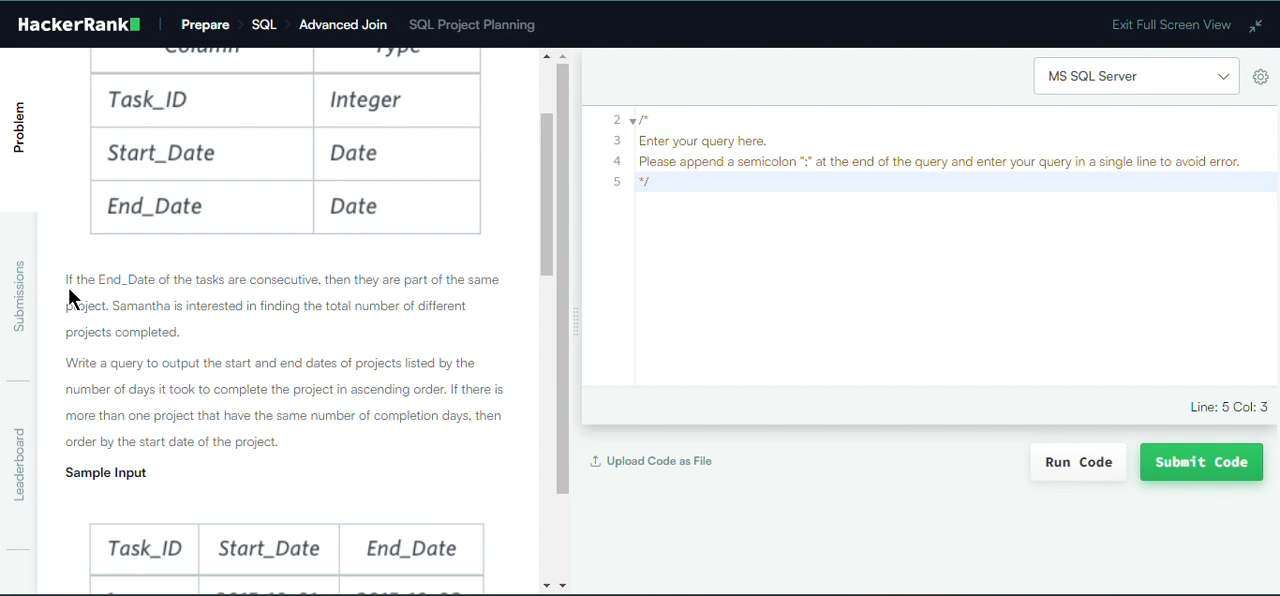 HackerRank
Prepare
SQL
Advanced Join
SQL Project Planning
Exit Full Screen View
Problem
Submissions
Leaderboard
Column Type
Task_ID Integer
Start_Date Date
End_Date Date
If the End_Date of the tasks are consecutive, then they are part of the same
project. Samantha is interested in finding the total number of different
projects completed.
Write a query to output the start and end dates of projects listed by the
number of days it took to complete the project in ascending order. If there is
more than one project that have the same number of completion days, then
order by the start date of the project.
Sample Input
Task_ID Start_Date End_Date
MS SQL Server
2 /*
3 Enter your query here.
4 Please append a semicolon ";" at the end of the query and enter your query in a single line to avoid error.
5 */
Line: 5 Col: 3
Upload Code as File
Run Code
Submit Code